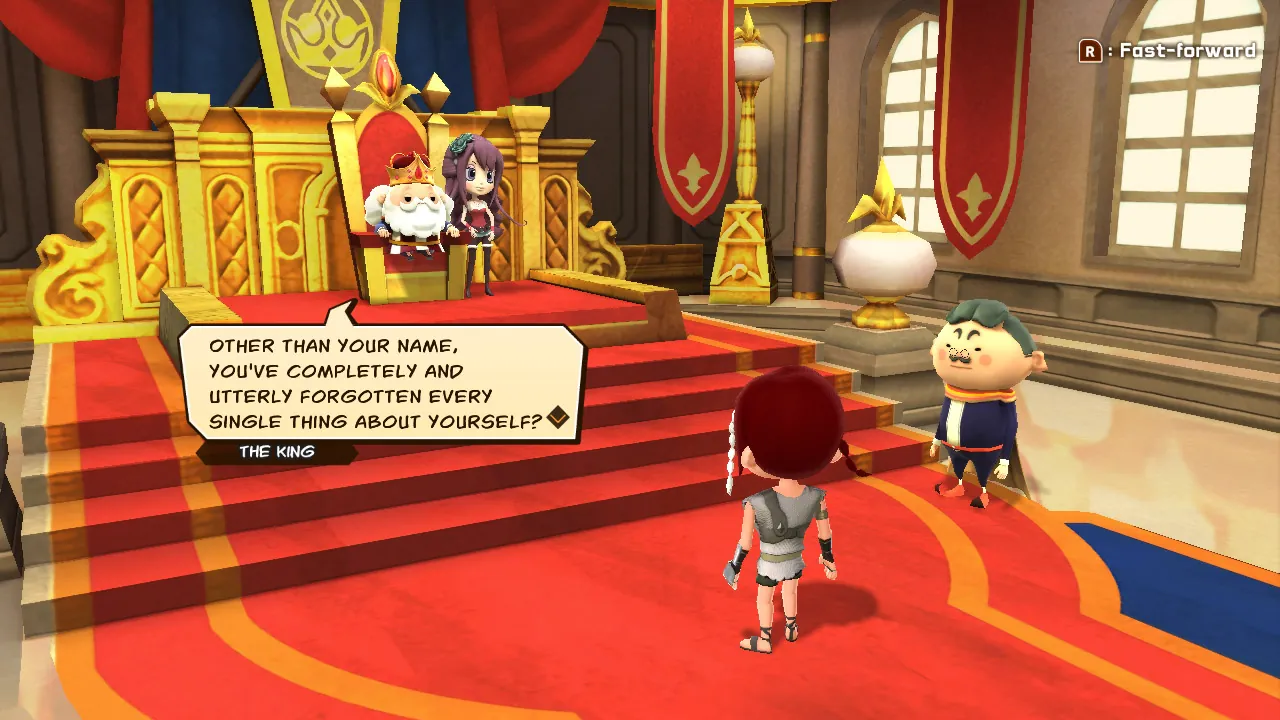 R : Fast-forward
OTHER THAN YOUR NAME,
YOU'VE COMPLETELY AND
UTTERLY FORGOTTEN EVERY
SINGLE THING ABOUT YOURSELF?
THE KING